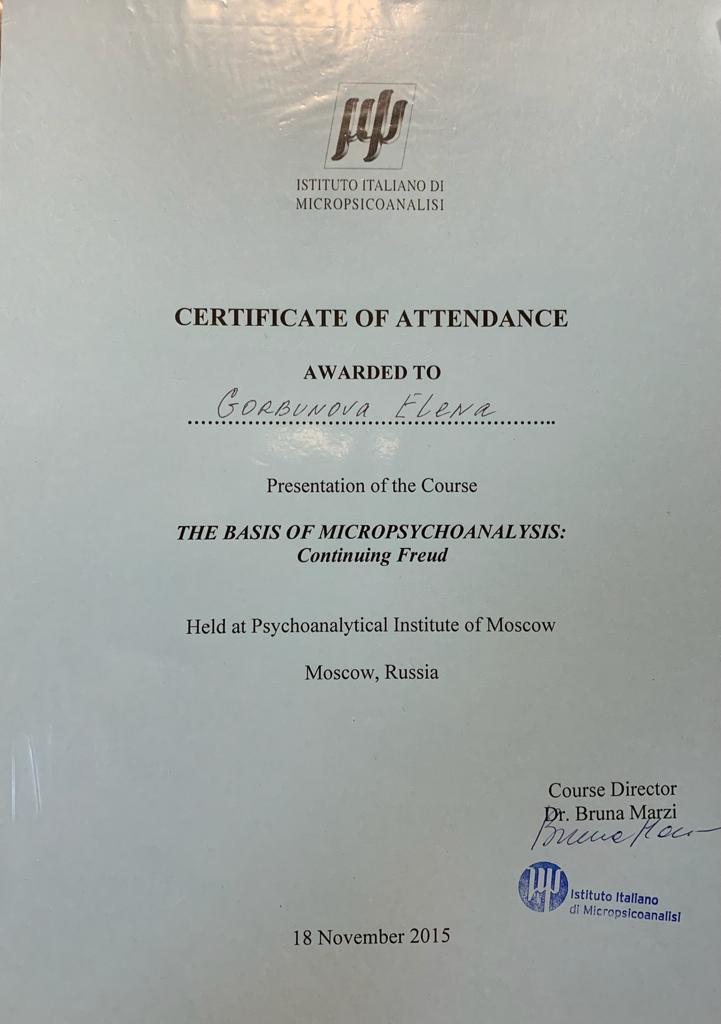 ISTITUTO ITALIANO DI
MICROPSICOANALISI
CERTIFICATE OF ATTENDANCE
AWARDED TO
Gorbunova Elena
Presentation of the Course
THE BASIS OF MICROPSYCHOANALYSIS:
Continuing Freud
Held at Psychoanalytical Institute of Moscow
Moscow, Russia
Course Director
Dr. Bruna Marzi
Istituto Italiano
di Micropsicoanalisi
18 November 2015